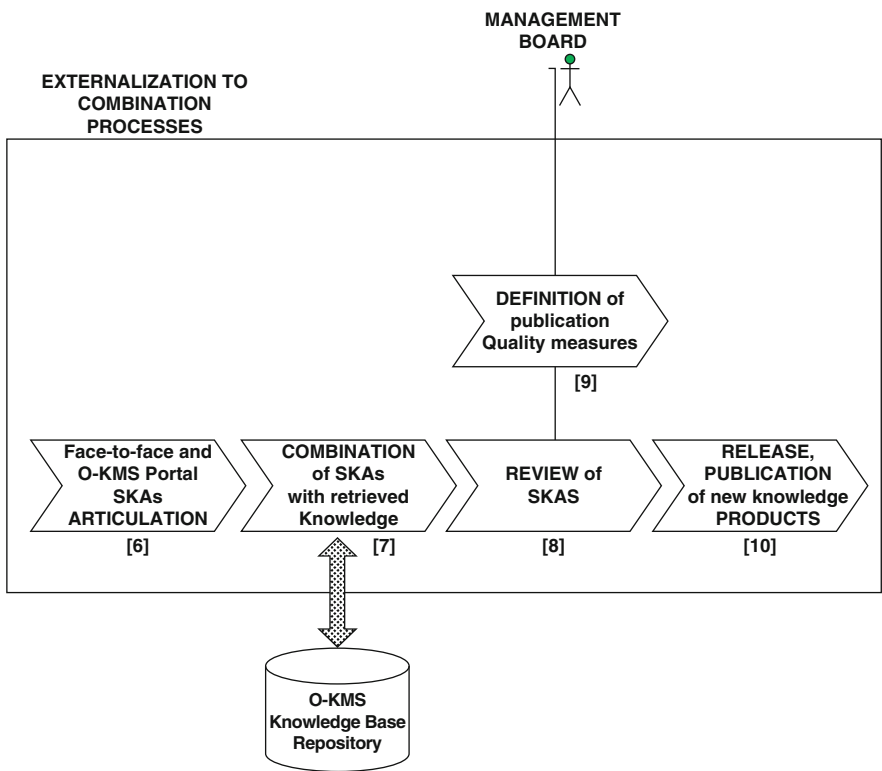 MANAGEMENT
BOARD
EXTERNALIZATION TO
COMBINATION
PROCESSES
DEFINITION of
publication
Quality measures
[9]
Face-to-face and
O-KMS Portal
SKAs
ARTICULATION
[6]
COMBINATION
of SKAs
with retrieved
Knowledge
[7]
REVIEW of
SKAS
[8]
RELEASE,
PUBLICATION
of new knowledge
PRODUCTS
[10]
O-KMS
Knowledge Base
Repository